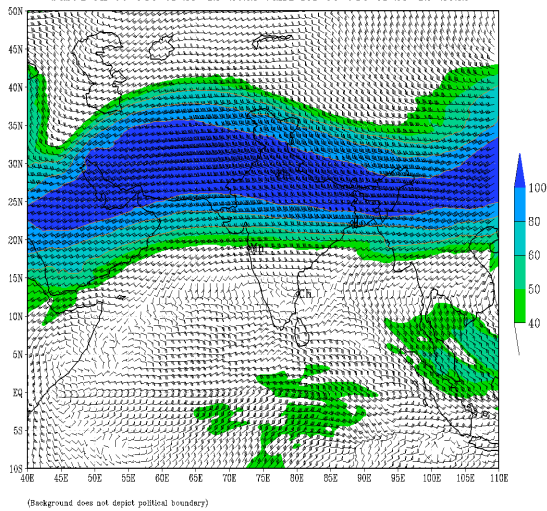 50N
45N
40N
35N
30N
25N
20N
15N
10N
5N
EQ
5S
10S
40E 45E 50E 55E 60E 65E 70E 75E 80E 85E 90E 95E 100E 105E 110E
100
80
60
50
40
Ch
(Background does not depict political boundary)